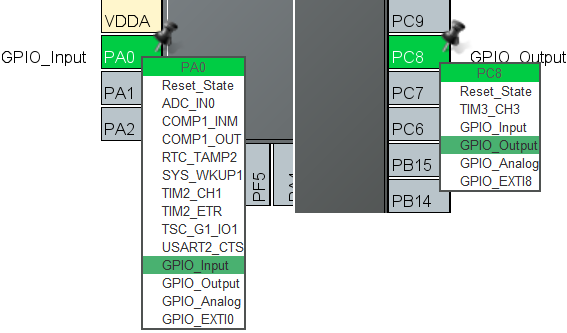 VDDA
GPIO_Input
PA0
PA1
PA2
PA0
Reset_State
ADC_IN0
COMP1_INM
COMP1_OUT
RTC_TAMP2
SYS_WKUP1
TIM2_CH1
TIM2_ETR
TSC_G1_IO1
USART2_CTS
GPIO_Input
GPIO_Output
GPIO_Analog
GPIO_EXTI0
PF5
PC9
PC8
GPIO_Output
PC7
PC6
PB15
PB14
PC8
Reset_State
TIM3_CH3
GPIO_Input
GPIO_Output
GPIO_Analog
GPIO_EXTI8